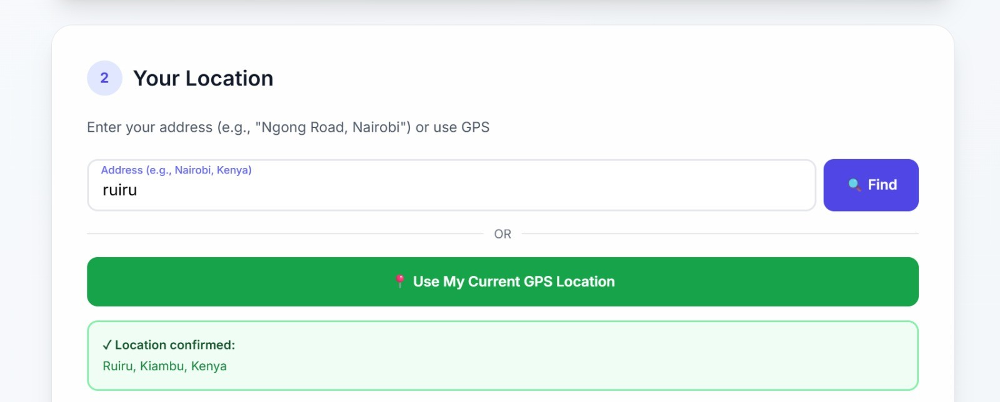 2
Your Location
Enter your address (e.g., "Ngong Road, Nairobi") or use GPS
Address (e.g., Nairobi, Kenya)
ruiru
🔍 Find
OR
📍 Use My Current GPS Location
✓ Location confirmed:
Ruiru, Kiambu, Kenya